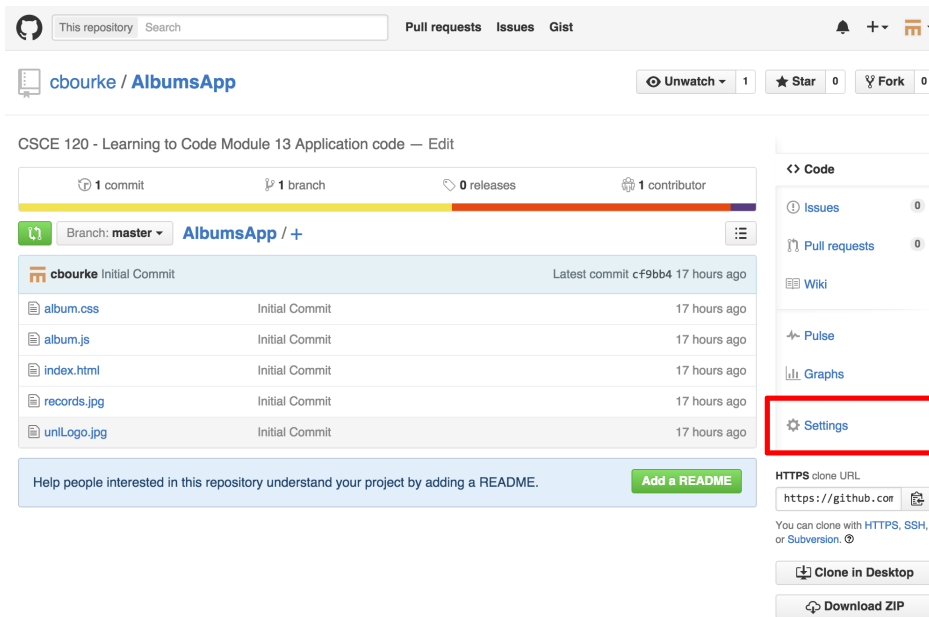 This repository Search Pull requests Issues Gist
cbourke / AlbumsApp
Unwatch 1 Star 0 Fork 0
CSCE 120 - Learning to Code Module 13 Application code — Edit
1 commit 1 branch 0 releases 1 contributor
Branch: master AlbumsApp / +
cbourke Initial Commit Latest commit cf9bb4 17 hours ago
album.css Initial Commit 17 hours ago
album.js Initial Commit 17 hours ago
index.html Initial Commit 17 hours ago
records.jpg Initial Commit 17 hours ago
unlLogo.jpg Initial Commit 17 hours ago
Help people interested in this repository understand your project by adding a README. Add a README
Code
Issues 0
Pull requests 0
Wiki
Pulse
Graphs
Settings
HTTPS clone URL
https://github.com
You can clone with HTTPS, SSH,
or Subversion.
Clone in Desktop
Download ZIP